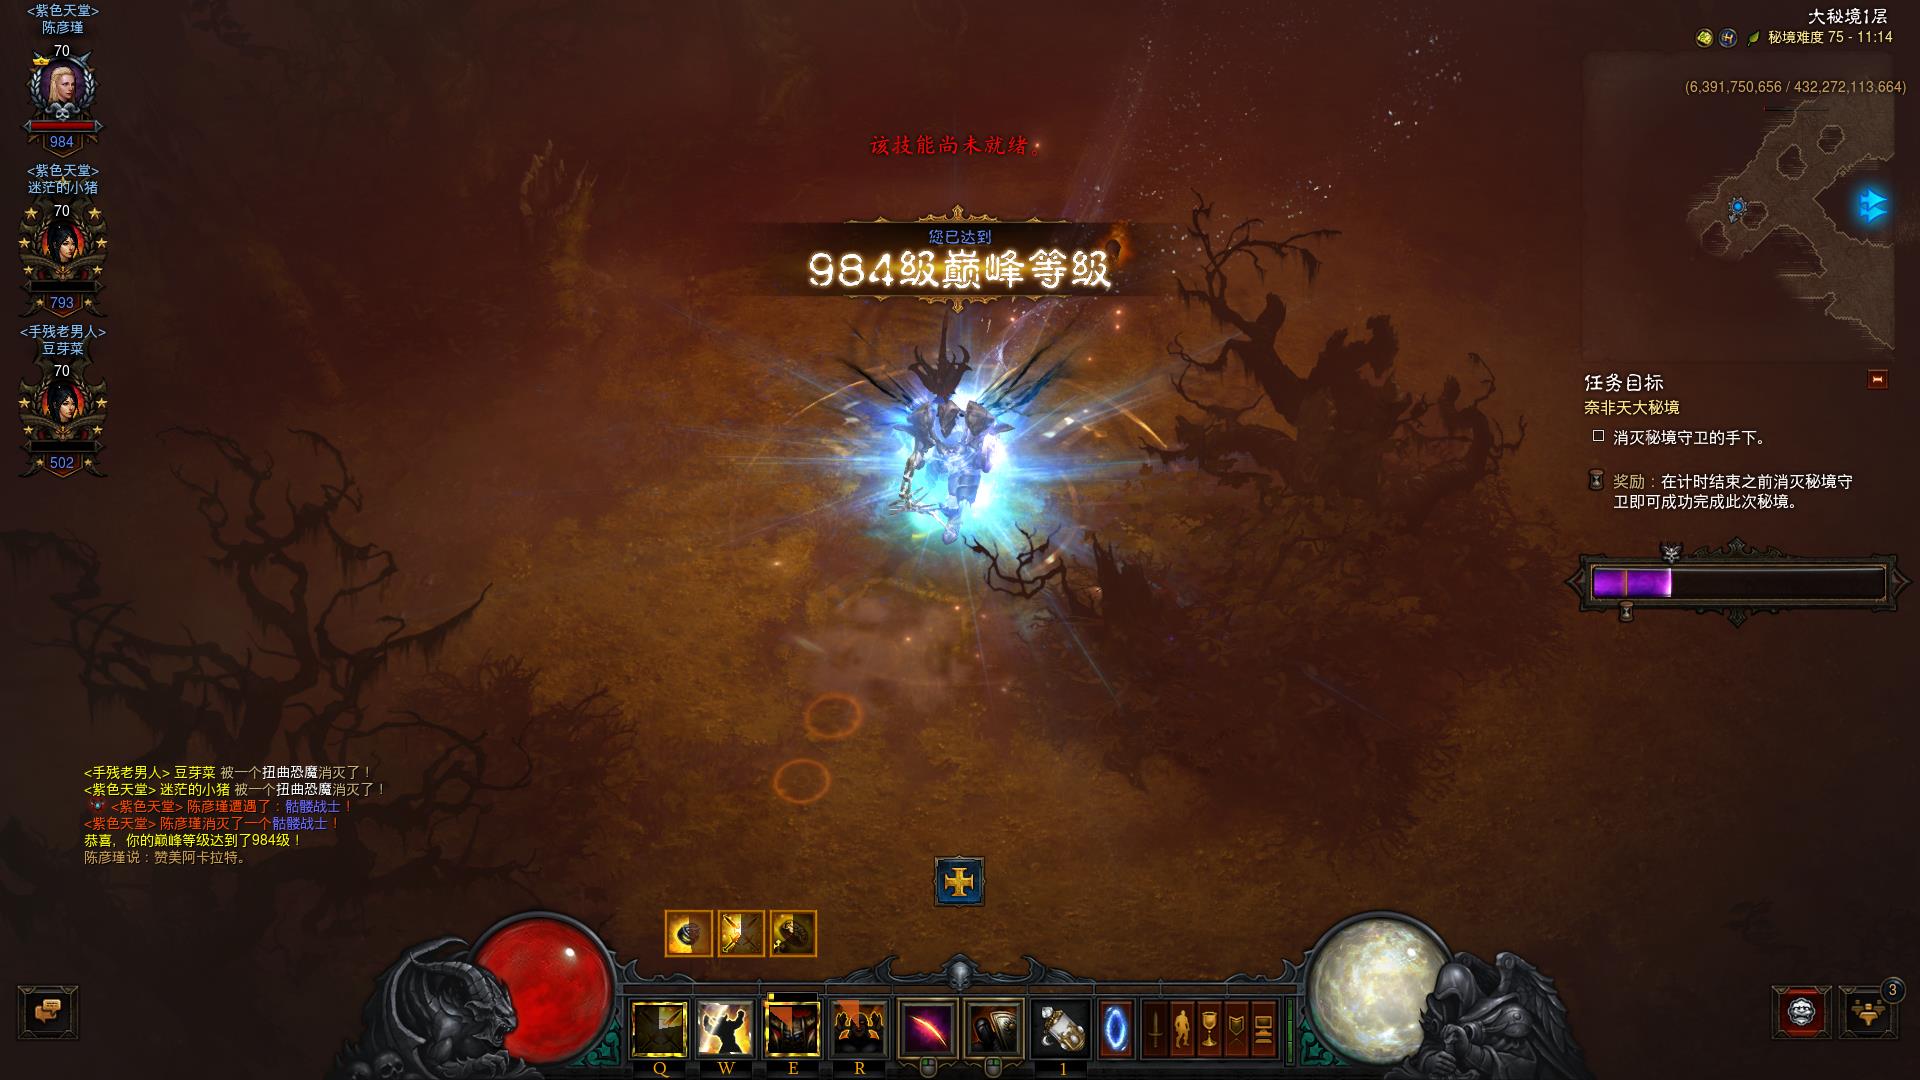 <紫色天堂>
陈彦瑾
70
984
<紫色天堂>
迷茫的小猪
70
793
<手残老男人>
豆芽菜
70
502
大秘境1层
秘境难度 75 - 11:14
(6,391,750,656 / 432,272,113,664)
该技能尚未就绪。
您已达到
984级巅峰等级
任务目标
奈非天大秘境
消灭秘境守卫的手下。
奖励：在计时结束之前消灭秘境守
卫即可成功完成此次秘境。
<手残老男人> 豆芽菜 被一个扭曲恐魔消灭了！
<紫色天堂> 迷茫的小猪 被一个扭曲恐魔消灭了！
<紫色天堂> 陈彦瑾遭遇了：骷髅战士！
<紫色天堂> 陈彦瑾消灭了一个骷髅战士！
恭喜，你的巅峰等级达到了984级！
陈彦瑾说：赞美阿卡拉特。
Q W E R 1
3